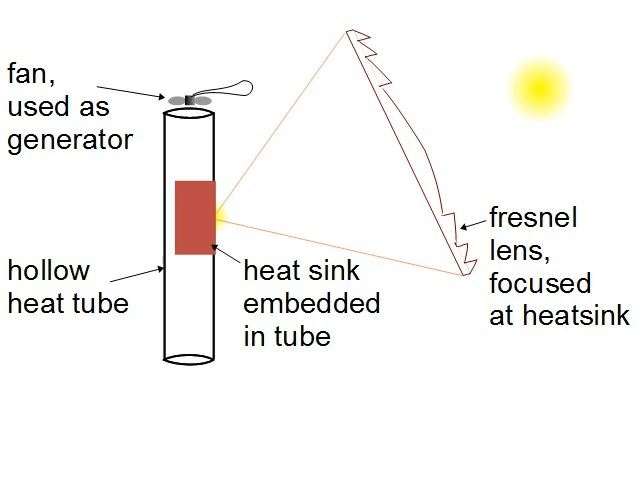 fan,
used as
generator
hollow
heat tube
heat sink
embedded
in tube
fresnel
lens,
focused
at heatsink